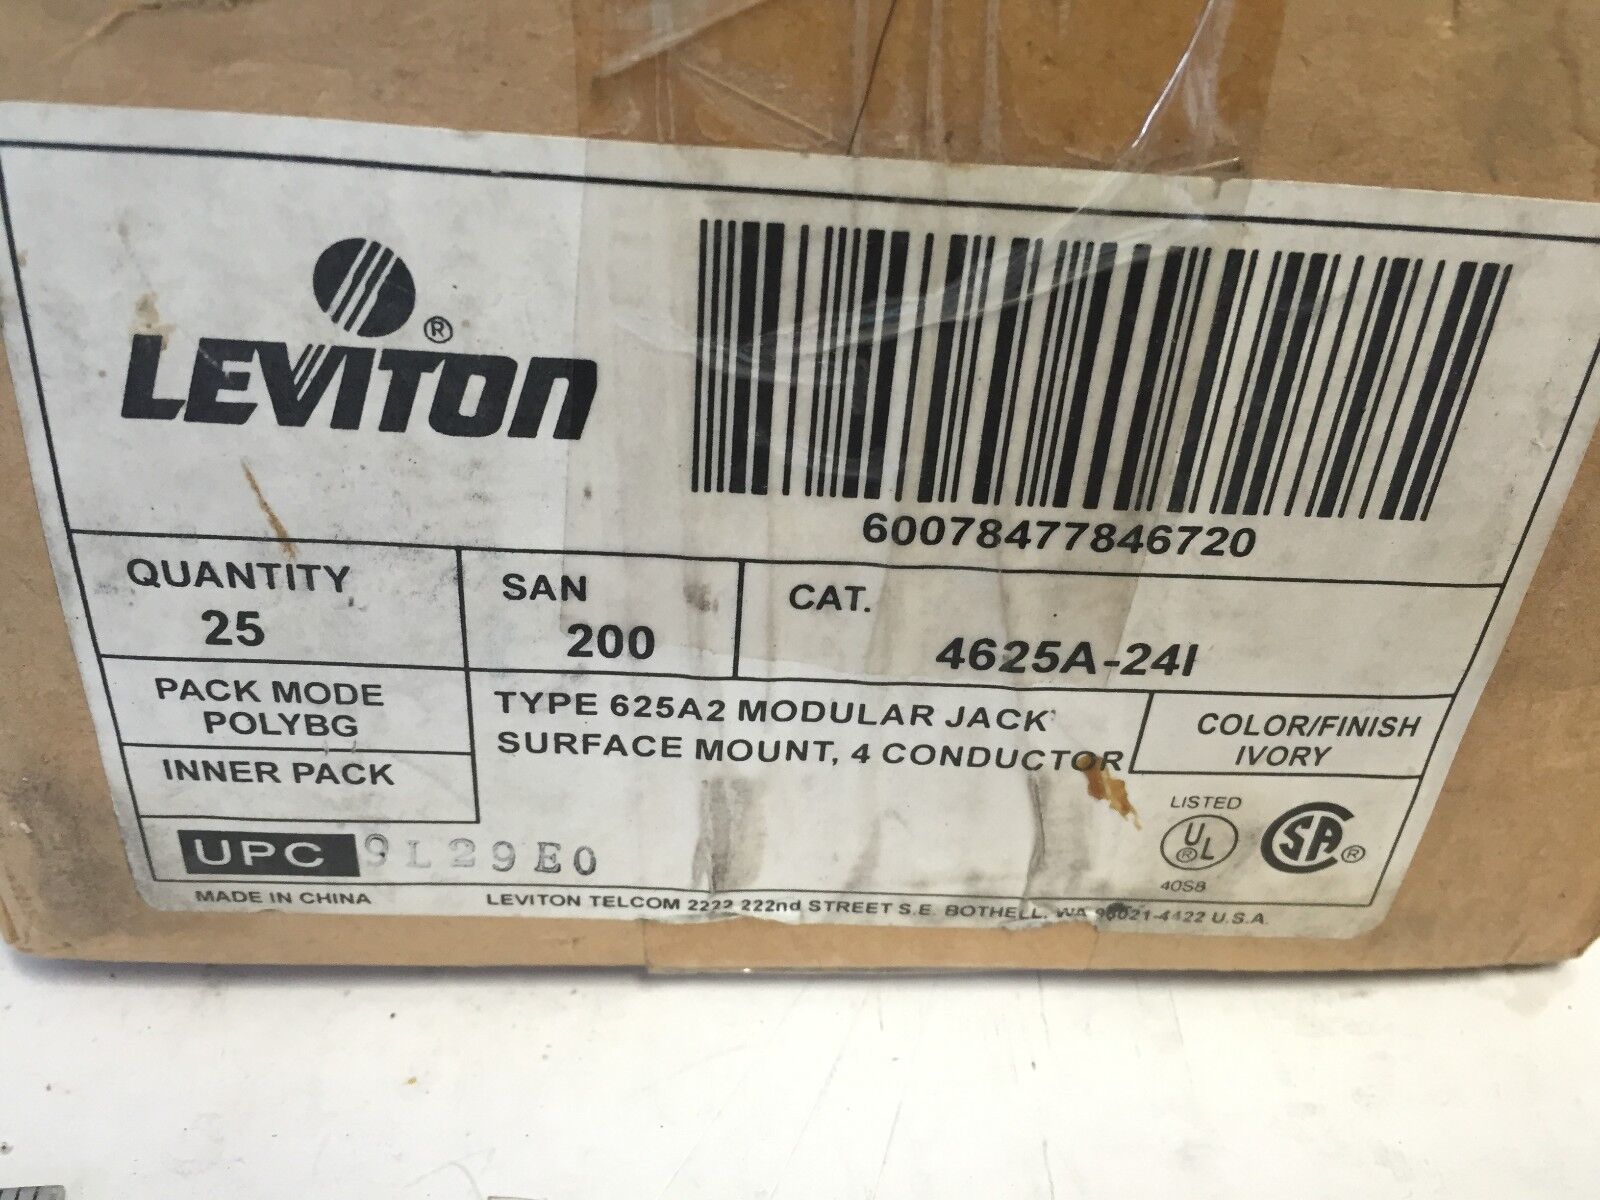 LEVITON®
60078477846720
QUANTITY
25
SAN
200
CAT.
4625A-24I
PACK MODE
POLYBG
INNER PACK
TYPE 625A2 MODULAR JACK
SURFACE MOUNT, 4 CONDUCTOR
COLOR/FINISH
IVORY
UPC 9L29E0
LISTED
UL®
40S8
SA®
MADE IN CHINA
LEVITON TELCOM 2222 222nd STREET S.E. BOTHELL, WA 98021-4422 U.S.A.